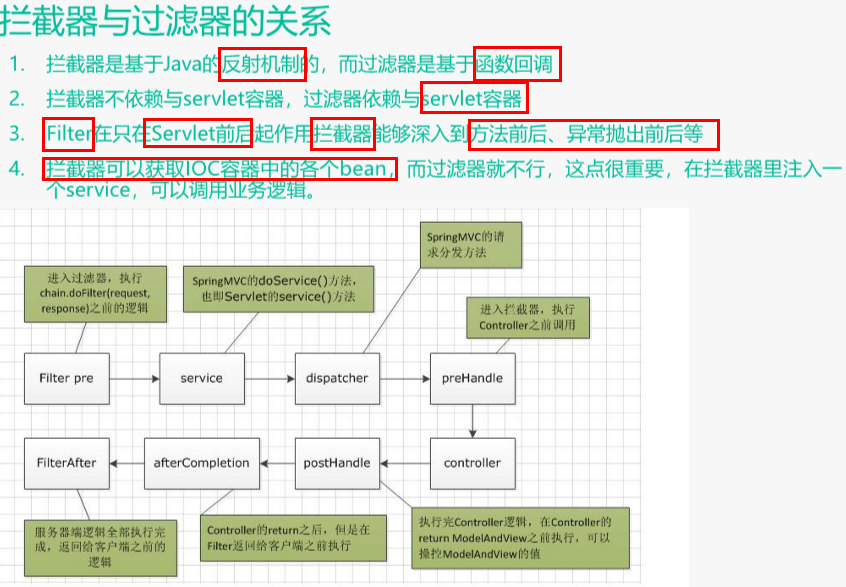 拦截器与过滤器的关系
1. 拦截器是基于Java的反射机制的，而过滤器是基于函数回调
2. 拦截器不依赖与servlet容器，过滤器依赖与servlet容器
3. Filter在只在Servlet前后起作用拦截器能够深入到方法前后、异常抛出前后等
4. 拦截器可以获取IOC容器中的各个bean，而过滤器就不行，这点很重要，在拦截器里注入一
个service，可以调用业务逻辑。
SpringMVC的请
求分发方法
进入过滤器，执行
chain.doFilter(request,
response)之前的逻辑
SpringMVC的doService()方法，
也即Servlet的service()方法
进入拦截器，执行
Controller之前调用
Filter pre
service
dispatcher
preHandle
FilterAfter
afterCompletion
postHandle
controller
服务器端逻辑全部执行完
成，返回给客户端之前的
逻辑
Controller的return之后，但是在
Filter返回给客户端之前执行
执行完Controller逻辑，在Controller的
return ModelAndView之前执行，可以
操控ModelAndView的值